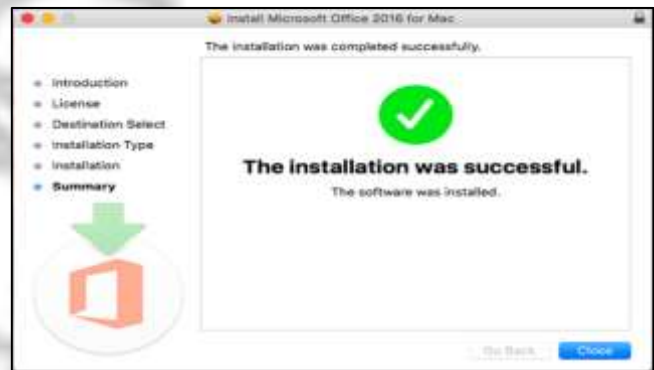 Install Microsoft Office 2016 for Mac
The installation was completed successfully.
Introduction
License
Destination Select
Installation Type
Installation
Summary
The installation was successful.
The software was installed.
Go Back
Close